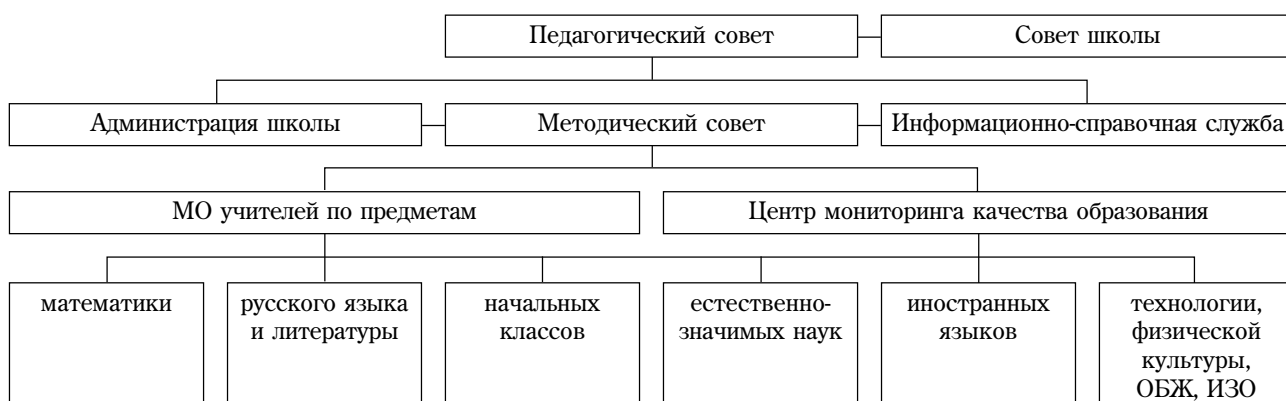 Педагогический совет
Совет школы
Администрация школы
Методический совет
Информационно-справочная служба
МО учителей по предметам
Центр мониторинга качества образования
математики
русского языка
и литературы
начальных
классов
естественно-
значимых наук
иностранных
языков
технологии,
физической
культуры,
ОБЖ, ИЗО